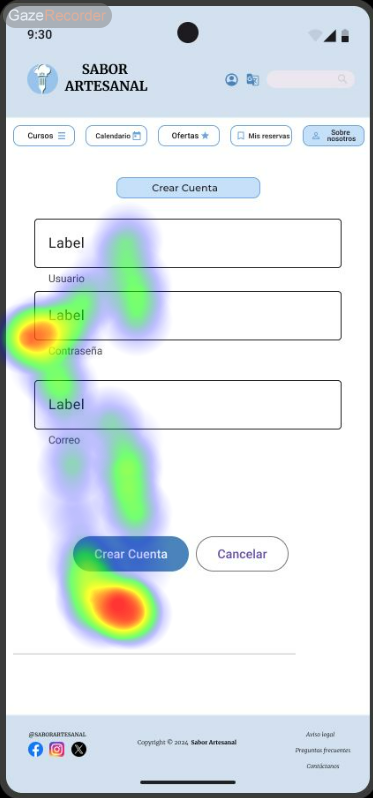 GazeRecorder
9:30
SABOR
ARTESANAL
Cursos
Calendario
Ofertas
Mis reservas
Sobre
nosotros
Crear Cuenta
Label
Usuario
Label
Contraseña
Label
Correo
Crear Cuenta
Cancelar
@SABORARTESANAL
Copyright © 2024 Sabor Artesanal
Aviso legal
Preguntas frecuentes
Contáctanos